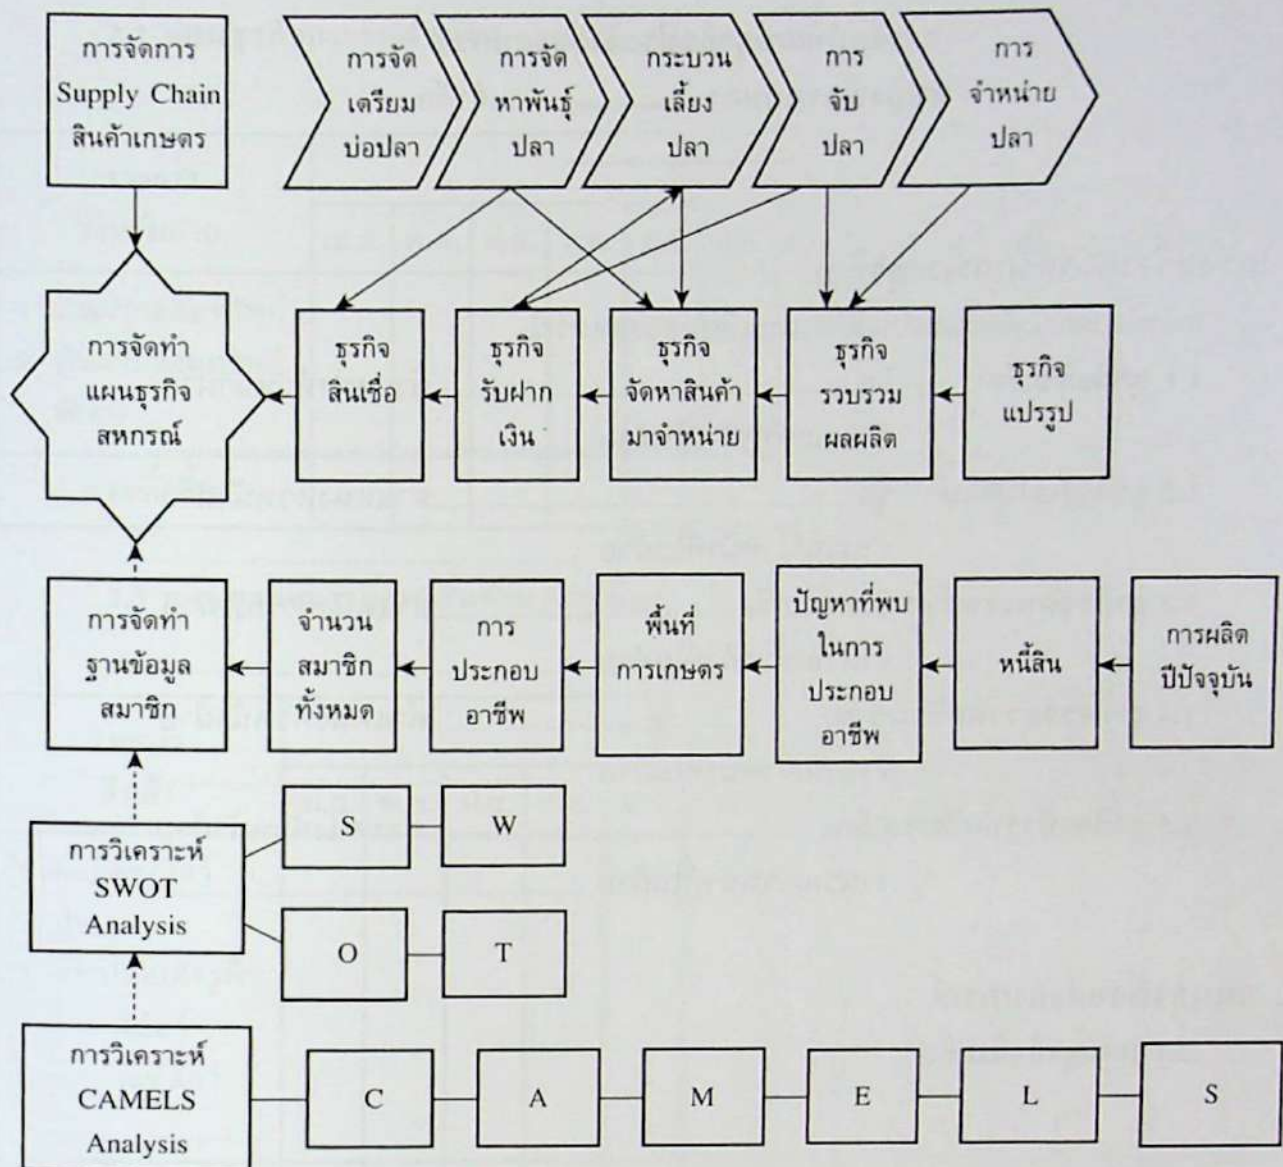 การจัดการ
Supply Chain
สินค้าเกษตร
การจัด
เตรียม
บ่อปลา
การจัด
หาพันธุ์
ปลา
กระบวน
เลี้ยง
ปลา
การ
จับ
ปลา
การ
จำหน่าย
ปลา
การจัดทำ
แผนธุรกิจ
สหกรณ์
ธุรกิจ
สินเชื่อ
ธุรกิจ
รับฝาก
เงิน
ธุรกิจ
จัดหาสินค้า
มาจำหน่าย
ธุรกิจ
รวบรวม
ผลผลิต
ธุรกิจ
แปรรูป
การจัดทำ
ฐานข้อมูล
สมาชิก
จำนวน
สมาชิก
ทั้งหมด
การ
ประกอบ
อาชีพ
พื้นที่
การเกษตร
ปัญหาที่พบ
ในการ
ประกอบ
อาชีพ
หนี้สิน
การผลิต
ปีปัจจุบัน
การวิเคราะห์
SWOT
Analysis
S
W
O
T
การวิเคราะห์
CAMELS
Analysis
C
A
M
E
L
S